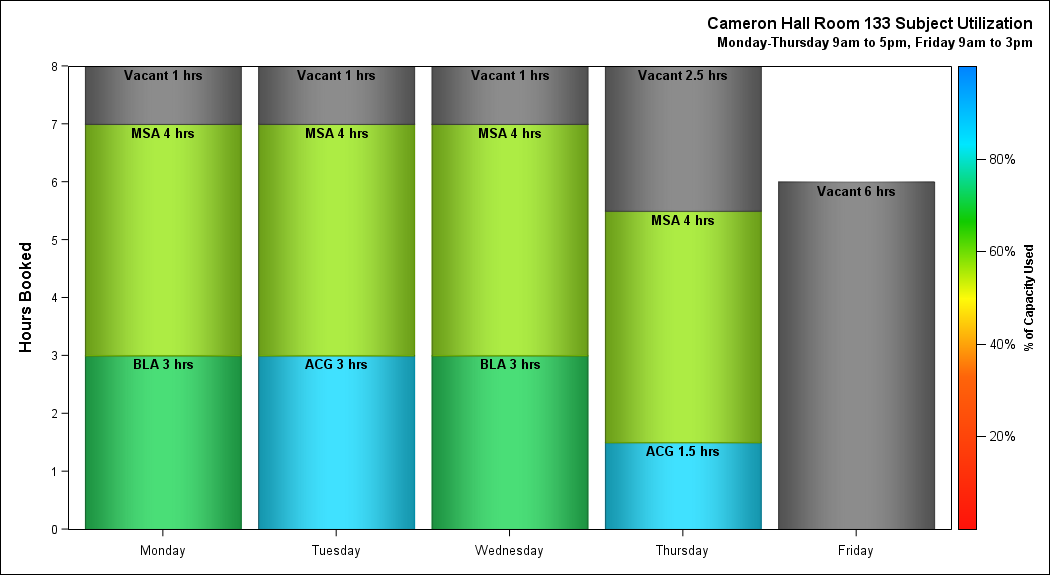 Cameron Hall Room 133 Subject Utilization
Monday-Thursday 9am to 5pm, Friday 9am to 3pm
Hours Booked
8
7
6
5
4
3
2
1
0
Vacant 1 hrs
MSA 4 hrs
BLA 3 hrs
Vacant 1 hrs
MSA 4 hrs
ACG 3 hrs
Vacant 1 hrs
MSA 4 hrs
BLA 3 hrs
Vacant 2.5 hrs
MSA 4 hrs
ACG 1.5 hrs
Vacant 6 hrs
Monday
Tuesday
Wednesday
Thursday
Friday
80%
60%
40%
20%
% of Capacity Used